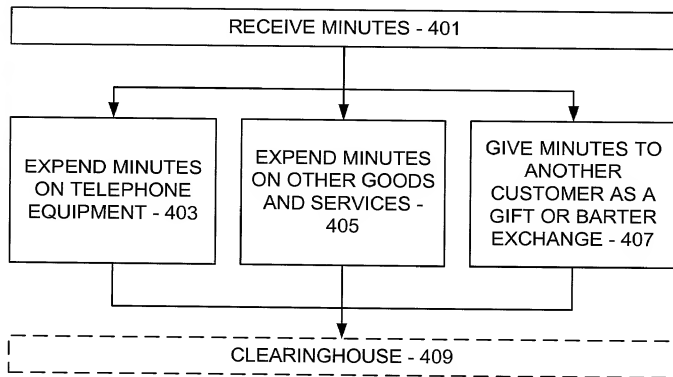 RECEIVE MINUTES - 401
EXPEND MINUTES
ON TELEPHONE
EQUIPMENT - 403
EXPEND MINUTES
ON OTHER GOODS
AND SERVICES -
405
GIVE MINUTES TO
ANOTHER
CUSTOMER AS A
GIFT OR BARTER
EXCHANGE - 407
CLEARINGHOUSE - 409